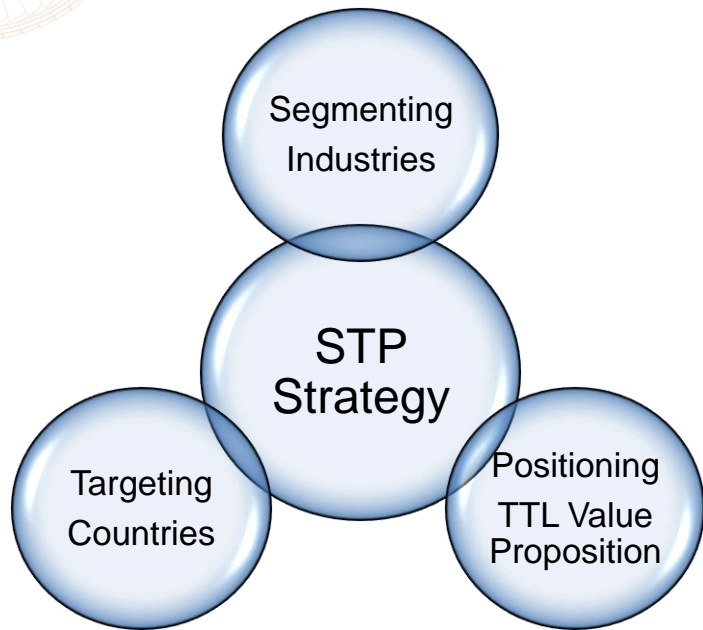 Segmenting
Industries
STP
Strategy
Targeting
Countries
Positioning
TTL Value
Proposition